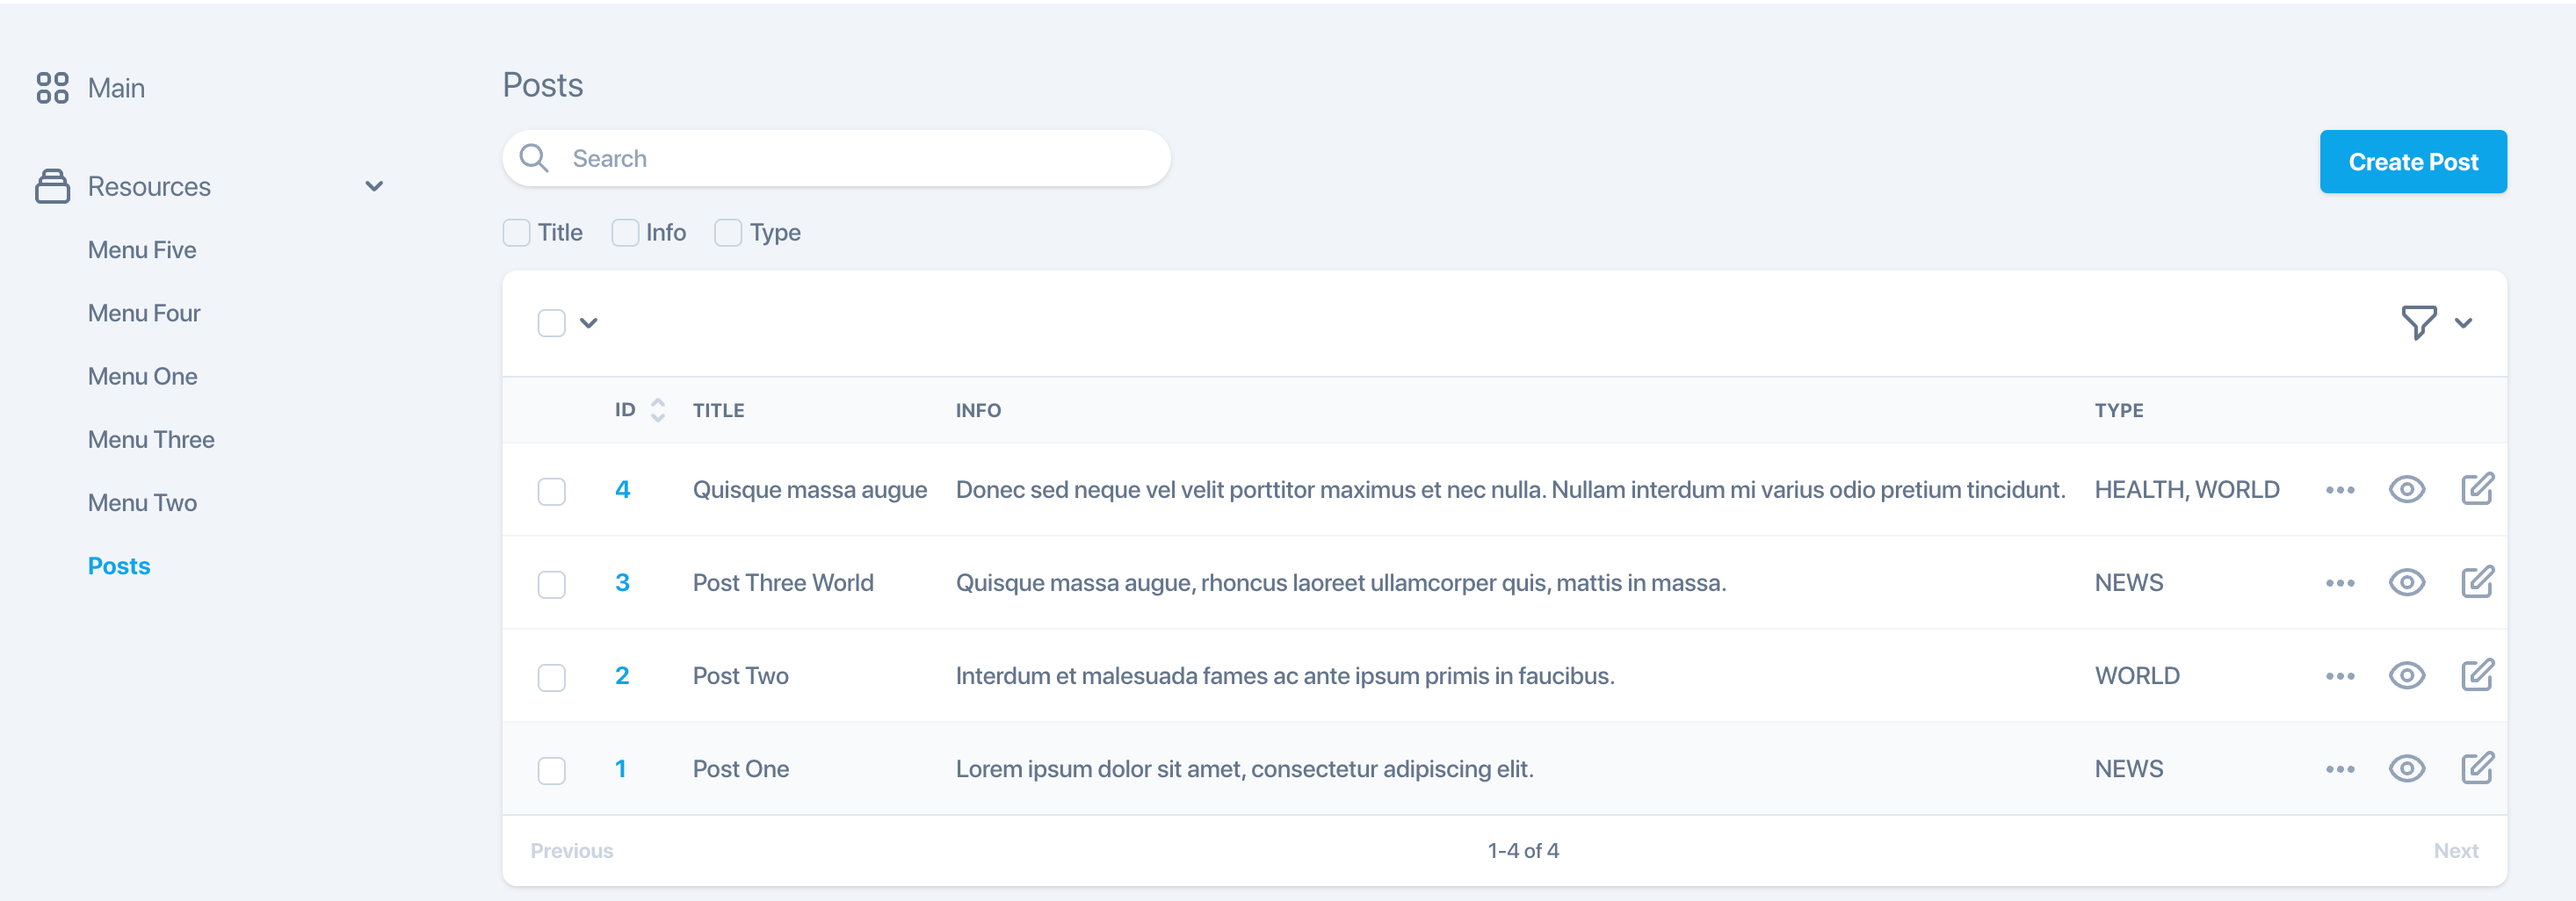 Main
Resources
Menu Five
Menu Four
Menu One
Menu Three
Menu Two
Posts
Posts
Search
Create Post
Title Info Type
ID TITLE INFO TYPE
4 Quisque massa augue Donec sed neque vel velit porttitor maximus et nec nulla. Nullam interdum mi varius odio pretium tincidunt. HEALTH, WORLD
3 Post Three World Quisque massa augue, rhoncus laoreet ullamcorper quis, mattis in massa. NEWS
2 Post Two Interdum et malesuada fames ac ante ipsum primis in faucibus. WORLD
1 Post One Lorem ipsum dolor sit amet, consectetur adipiscing elit. NEWS
Previous 1-4 of 4 Next